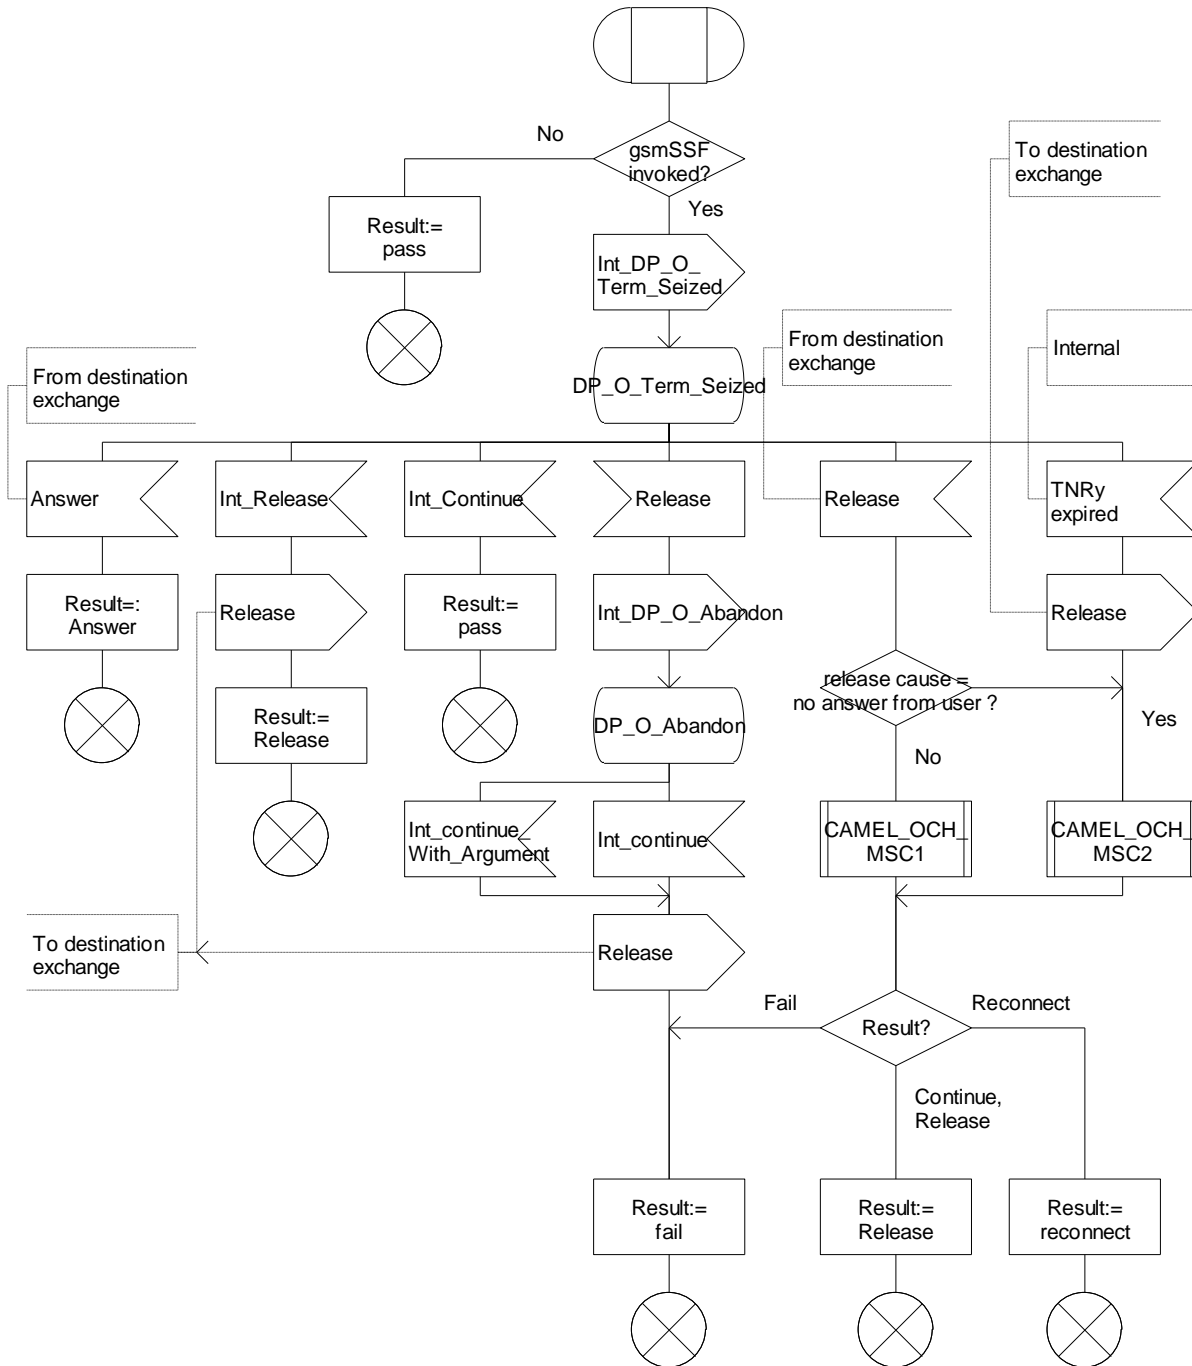 No
gsmSSF
invoked?
To destination
exchange
Yes
Result:=
pass
Int_DP_O_
Term_Seized
From destination
exchange
Internal
From destination
exchange
DP_O_Term_Seized
Answer
Int_Release
Int_Continue
Release
Release
TNRy
expired
Result=:
Answer
Release
Result:=
pass
Int_DP_O_Abandon
Release
release cause =
no answer from user ?
Result:=
Release
DP_O_Abandon
Yes
No
Int_continue_
With_Argument
Int_continue
CAMEL_OCH_
MSC1
CAMEL_OCH_
MSC2
To destination
exchange
Release
Fail
Reconnect
Result?
Continue,
Release
Result:=
fail
Result:=
Release
Result:=
reconnect